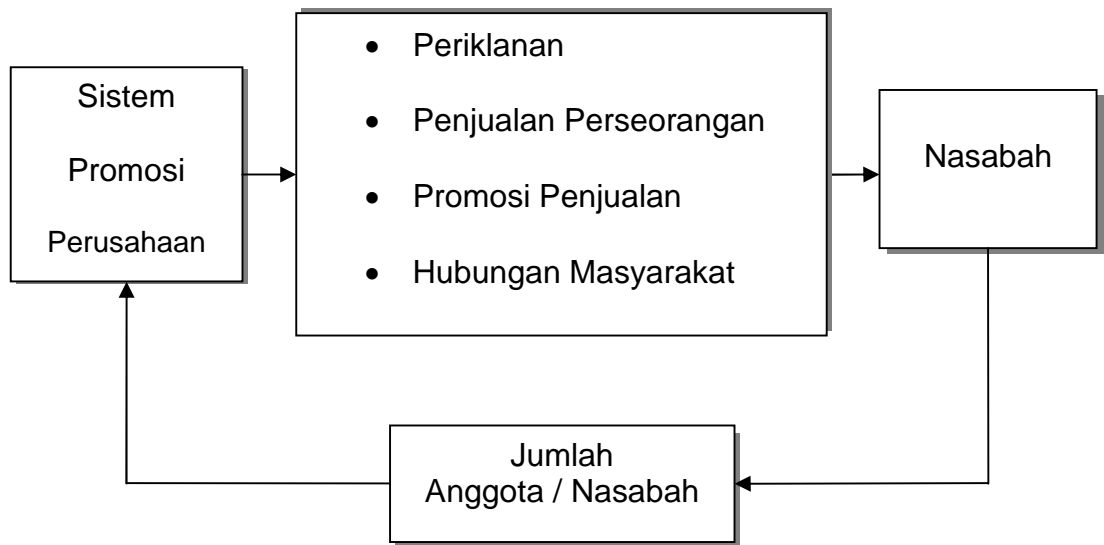 Sistem
Promosi
Perusahaan
• Periklanan
• Penjualan Perseorangan
• Promosi Penjualan
• Hubungan Masyarakat
Nasabah
Jumlah
Anggota / Nasabah